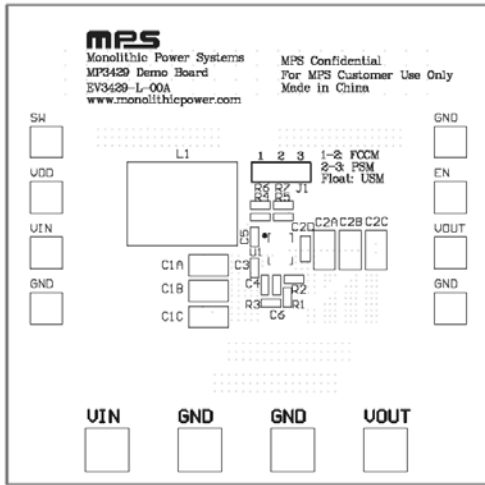 MPS
Monolithic Power Systems
MP3429 Demo Board
EV3429-L-00A
www.monolithicpower.com
MPS Confidential
For MPS Customer Use Only
Made in China
SW
VDD
VIN
GND
L1
1 2 3
J1
1-2: FCCM
2-3: PSM
Float: USM
R6 R7
R4 R5
GND
EN
VOUT
GND
C5
U1
C2D
C2A
C2B
C2C
C1A
C1B
C1C
C3
C4
R2
R3
R1
C6
VIN
GND
GND
VOUT